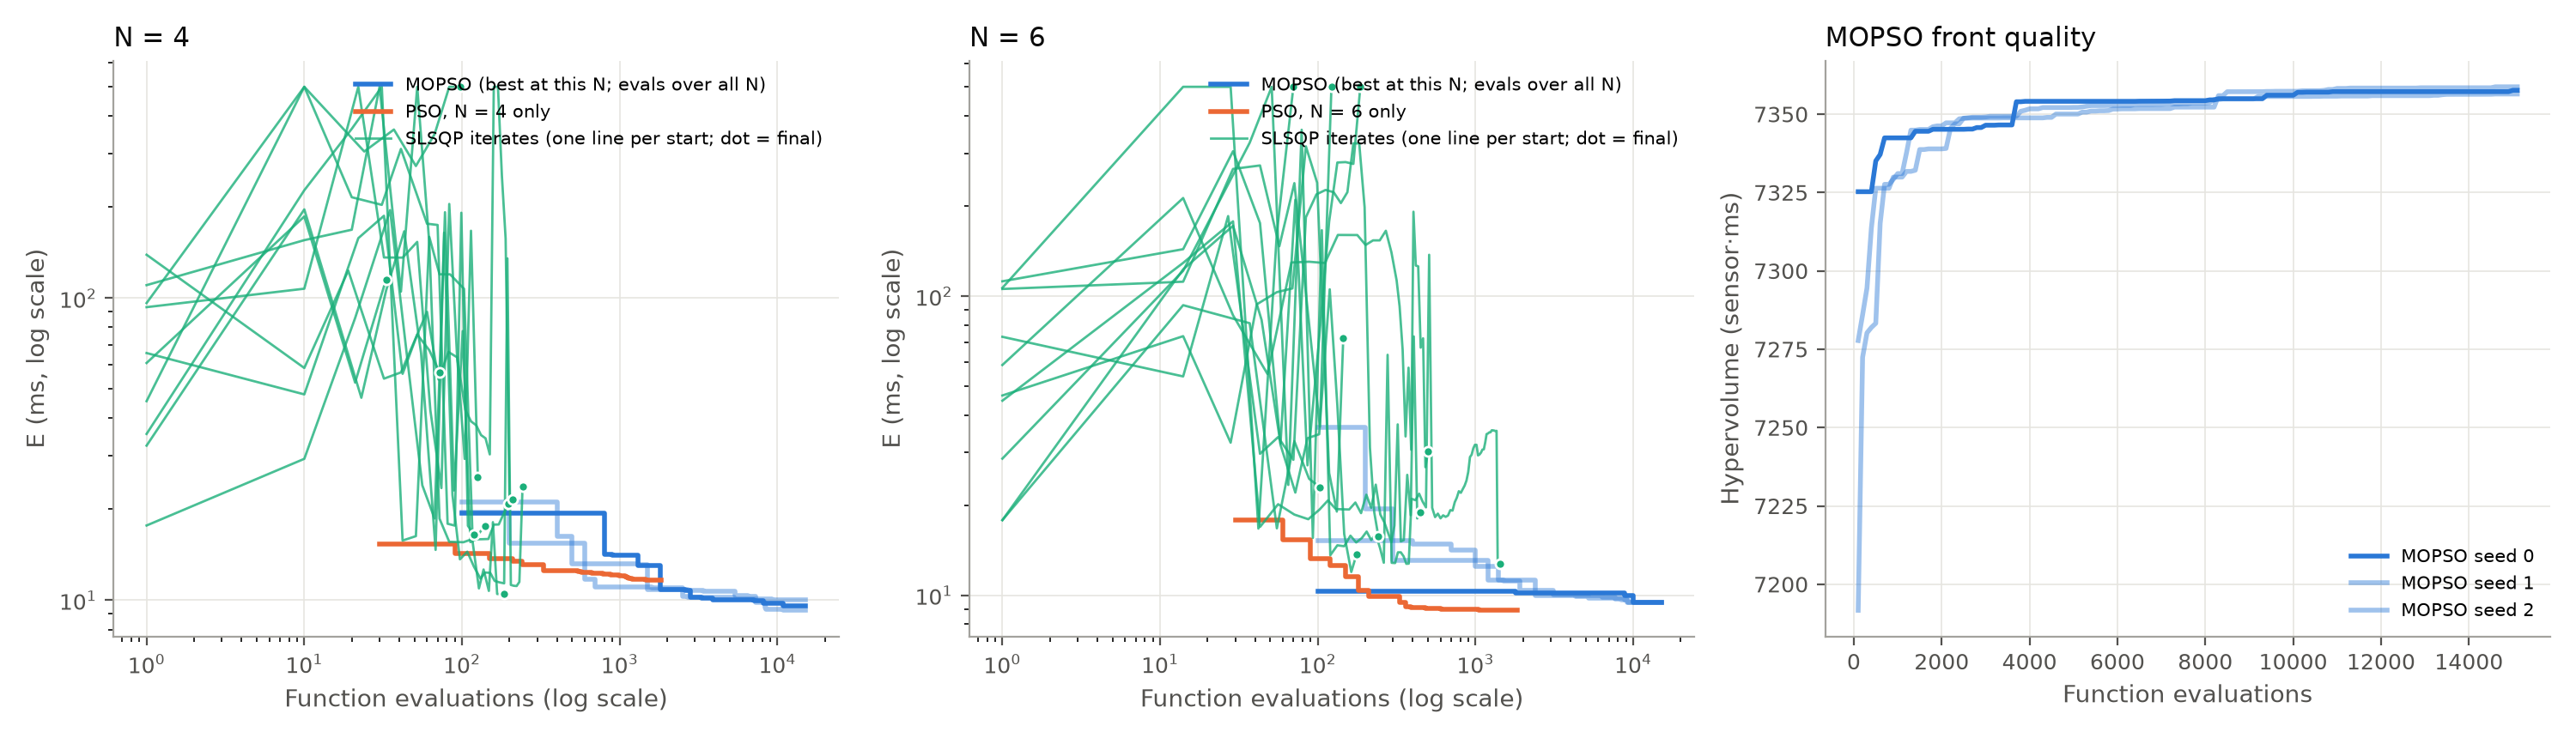 N = 4
MOPSO (best at this N; evals over all N)
PSO, N = 4 only
SLSQP iterates (one line per start; dot = final)
E (ms, log scale)
10²
10¹
10⁰ 10¹ 10² 10³ 10⁴
Function evaluations (log scale)
N = 6
MOPSO (best at this N; evals over all N)
PSO, N = 6 only
SLSQP iterates (one line per start; dot = final)
E (ms, log scale)
10²
10¹
10⁰ 10¹ 10² 10³ 10⁴
Function evaluations (log scale)
MOPSO front quality
Hypervolume (sensor·ms)
7350
7325
7300
7275
7250
7225
7200
MOPSO seed 0
MOPSO seed 1
MOPSO seed 2
0 2000 4000 6000 8000 10000 12000 14000
Function evaluations